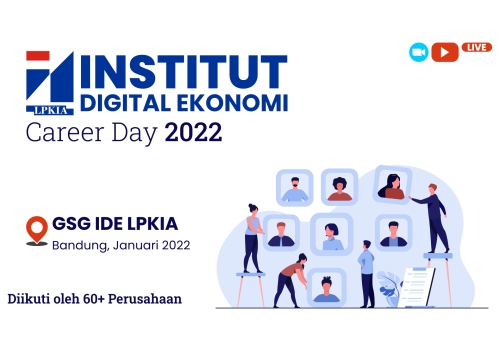 LPKIA
INSTITUT
DIGITAL EKONOMI
Career Day 2022
LIVE
GSG IDE LPKIA
Bandung, Januari 2022
Diikuti oleh 60+ Perusahaan